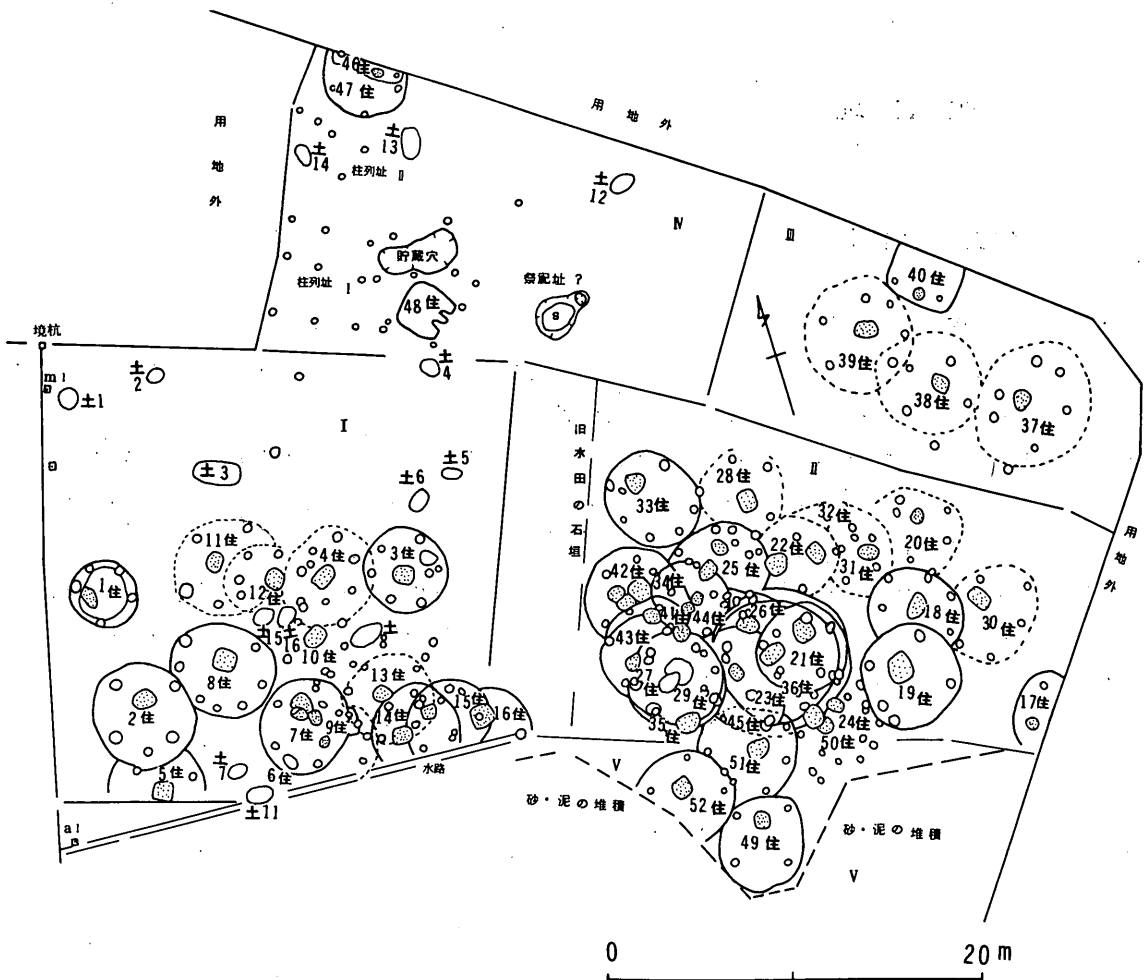 46住
47住
用地外
用地外
土
13
土
14
柱列址 Ⅱ
土
12
Ⅳ
Ⅲ
貯蔵穴
柱列址 Ⅰ
祭祀址 ?
48住
s
40住
39住
38住
37住
境杭
土
4
m1
土1
土
2
Ⅰ
旧水田の石垣
Ⅱ
土3
土
6
土5
33住
28住
32住
20住
用地外
11住
4住
3住
12住
1住
42住
34住
25住
22住
31住
18住
30住
土
15
土
16
土
8
10住
41住
44住
26住
43住
27住
29住
21住
36住
23住
19住
8住
13住
2住
7住
9住
14住
15住
16住
35住
45住
24住
50住
17住
5住
土
7
6住
水路
土11
51住
Ⅴ
52住
砂・泥の堆積
49住
砂・泥の堆積
Ⅴ
a1
0
20m